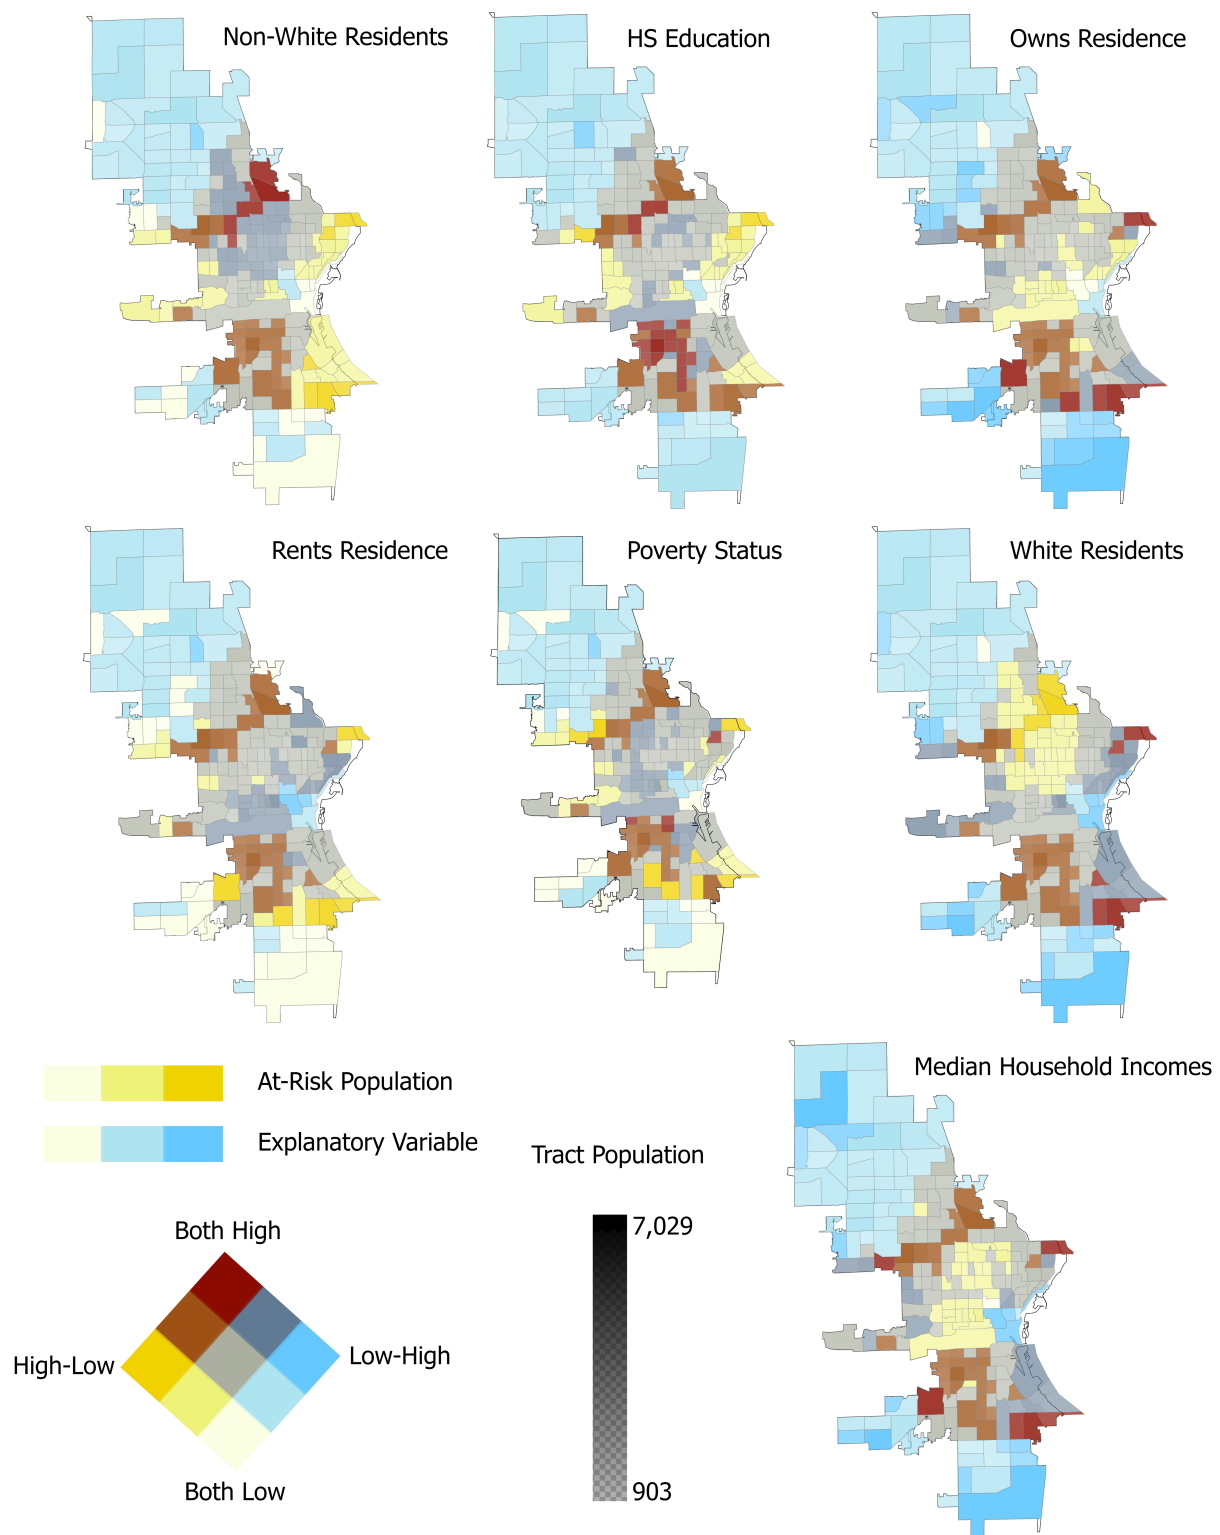 Non-White Residents
HS Education
Owns Residence
Rents Residence
Poverty Status
White Residents
Median Household Incomes
At-Risk Population
Explanatory Variable
Tract Population
7,029
903
Both High
High-Low
Low-High
Both Low